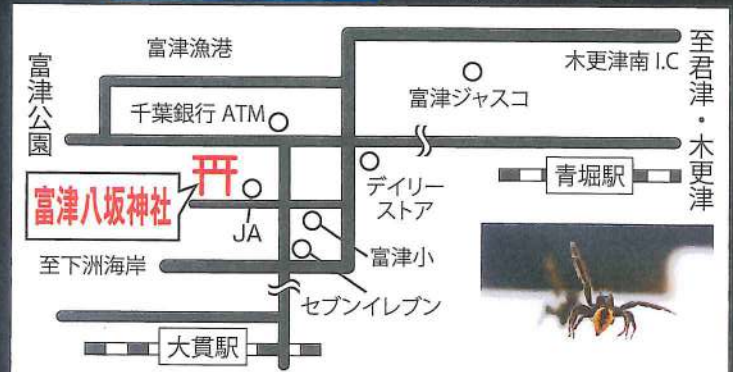 富津漁港
木更津南 I.C
至君津・木更津
富津公園
富津ジャスコ
千葉銀行 ATM
青堀駅
デイリー
ストア
富津八坂神社
JA
富津小
至下洲海岸
セブンイレブン
大貫駅